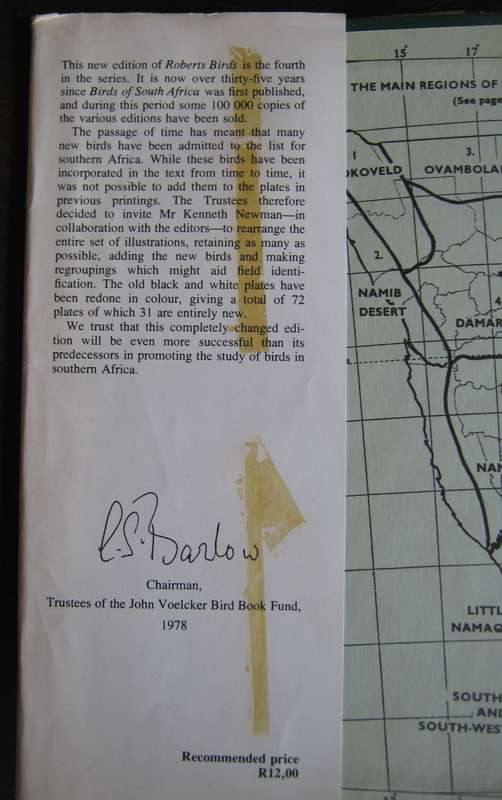 This new edition of Roberts Birds is the fourth
in the series. It is now over thirty-five years
since Birds of South Africa was first published,
and during this period some 100 000 copies of
the various editions have been sold.
The passage of time has meant that many
new birds have been admitted to the list for
southern Africa. While these birds have been
incorporated in the text from time to time, it
was not possible to add them to the plates in
previous printings. The Trustees therefore
decided to invite Mr Kenneth Newman—in
collaboration with the editors—to rearrange the
entire set of illustrations, retaining as many as
possible, adding the new birds and making
regroupings which might aid field identi-
fication. The old black and white plates have
been redone in colour, giving a total of 72
plates of which 31 are entirely new.
We trust that this completely changed edi-
tion will be even more successful than its
predecessors in promoting the study of birds in
southern Africa.
C.S. Barlow
Chairman,
Trustees of the John Voelcker Bird Book Fund,
1978
Recommended price
R12,00
15° 17°
THE MAIN REGIONS OF
(See page
1 3.
OKOVELD OVAMBOLA
2.
NAMIB
DESERT
4
DAMAR
NAM
LITTL
NAMAQ
SOUTH
AND
SOUTH-WES